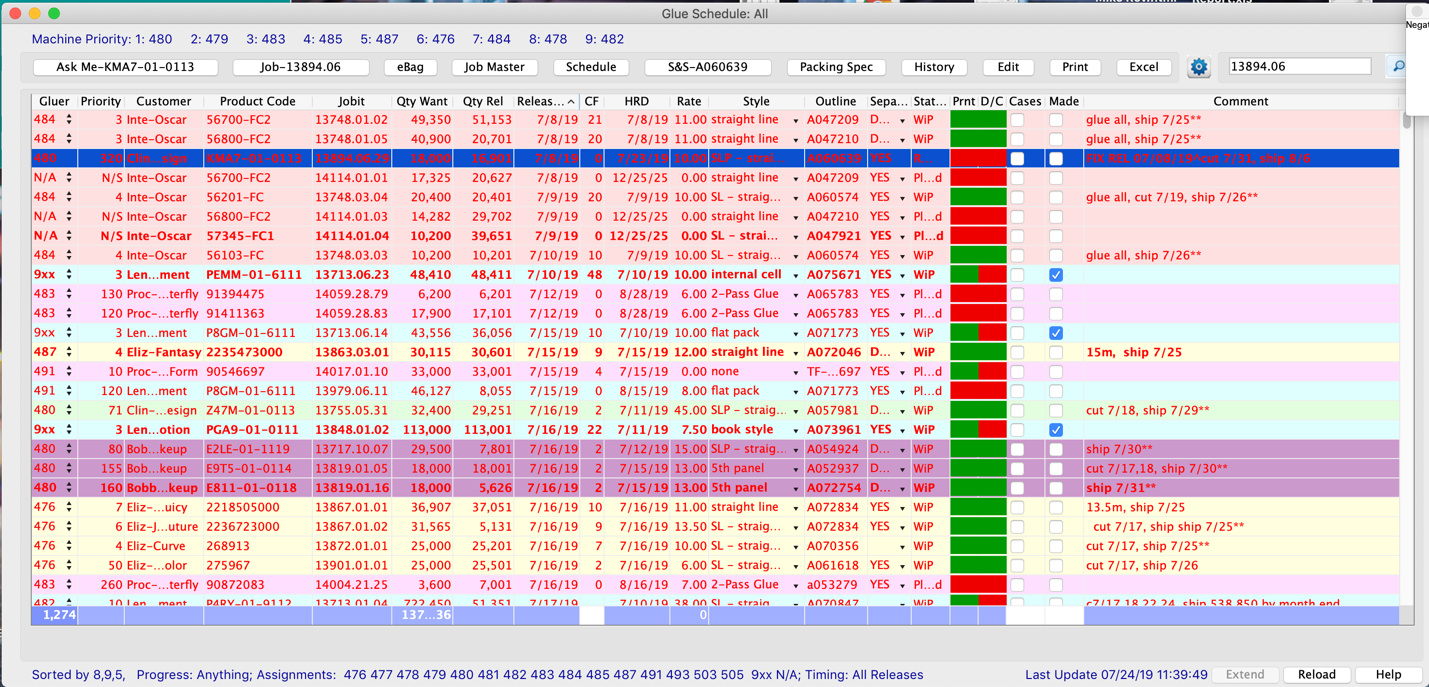 Glue Schedule: All
Negat
Machine Priority: 1: 480 2: 479 3: 483 4: 485 5: 487 6: 476 7: 484 8: 478 9: 482
Ask Me-KMA7-01-0113 Job-13894.06 eBag Job Master Schedule S&S-A060639 Packing Spec History Edit Print Excel 13894.06
Gluer Priority Customer Product Code Jobit Qty Want Qty Rel Releas... CF HRD Rate Style Outline Sepa... Stat... Prnt D/C Cases Made Comment
484 3 Inte-Oscar 56700-FC2 13748.01.02 49,350 51,153 7/8/19 21 7/8/19 11.00 straight line A047209 D... WiP glue all, ship 7/25**
484 3 Inte-Oscar 56800-FC2 13748.01.05 40,900 20,701 7/8/19 20 7/8/19 11.00 straight line A047210 D... WiP glue all, ship 7/25**
480 320 Clin...sign KMA7-01-0113 13894.06.29 18,000 16,901 7/8/19 0 7/23/19 10.00 SLP - strai A060639 YES R FIX REL 07/08/19^cut 7/31, ship 8/6
N/A N/S Inte-Oscar 56700-FC2 14114.01.01 17,325 20,627 7/8/19 0 12/25/25 0.00 straight line A047209 YES Pl...d
484 4 Inte-Oscar 56201-FC 13748.03.04 20,400 20,401 7/9/19 20 7/9/19 10.00 SL - straig... A060574 YES WiP glue all, cut 7/19, ship 7/26**
N/A N/S Inte-Oscar 56800-FC2 14114.01.03 14,282 29,702 7/9/19 0 12/25/25 0.00 straight line A047210 YES Pl...d
N/A N/S Inte-Oscar 57345-FC1 14114.01.04 10,200 39,651 7/9/19 0 12/25/25 0.00 SL - strai... A047921 YES Pl...d
484 4 Inte-Oscar 56103-FC 13748.03.03 10,200 10,201 7/10/19 10 7/9/19 10.00 SL - straig... A060574 YES WiP glue all, ship 7/26**
9xx 3 Len...ment PEMM-01-6111 13713.06.23 48,410 48,411 7/10/19 48 7/10/19 10.00 internal cell A075671 YES WiP
483 130 Proc-...terfly 91394475 14059.28.79 6,200 6,201 7/12/19 0 8/28/19 6.00 2-Pass Glue A065783 YES Pl...d
483 120 Proc-...terfly 91411363 14059.28.83 17,900 17,101 7/12/19 0 8/28/19 6.00 2-Pass Glue A065783 YES Pl...d
9xx 3 Len...ment P8GM-01-6111 13713.06.14 43,556 36,056 7/15/19 10 7/10/19 10.00 flat pack A071773 YES WiP
487 4 Eliz-Fantasy 2235473000 13863.03.01 30,115 30,601 7/15/19 9 7/15/19 12.00 straight line A072046 D... WiP 15m, ship 7/25
491 10 Proc-...Form 90546697 14017.01.10 33,000 33,001 7/15/19 4 7/15/19 0.00 none TF-...697 YES Pl...d
491 120 Len...ment P8GM-01-6111 13979.06.11 46,127 8,055 7/15/19 0 8/15/19 8.00 flat pack A071773 YES Pl...d
480 71 Clin-...esign Z47M-01-0113 13755.05.31 32,400 29,251 7/16/19 2 7/11/19 45.00 SLP - straig... A057981 D... WiP cut 7/18, ship 7/29**
9xx 3 Len...otion PGA9-01-0111 13848.01.02 113,000 113,001 7/16/19 22 7/11/19 7.50 book style A073961 YES WiP
480 80 Bob...keup E2LE-01-1119 13717.10.07 29,500 7,801 7/16/19 2 7/12/19 15.00 SLP - straig... A054924 D... WiP ship 7/30**
480 155 Bob...keup E9T5-01-0114 13819.01.05 18,000 18,001 7/16/19 2 7/15/19 13.00 5th panel A052937 D... WiP cut 7/17,18, ship 7/30**
480 160 Bobb...keup E811-01-0118 13819.01.16 18,000 5,626 7/16/19 2 7/15/19 13.00 5th panel A072754 D... WiP ship 7/31**
476 7 Eliz-...uicy 2218505000 13867.01.01 36,907 37,051 7/16/19 10 7/16/19 11.00 straight line A072834 YES WiP 13.5m, ship 7/25
476 6 Eliz-J...uture 2236723000 13867.01.02 31,565 5,131 7/16/19 9 7/16/19 13.50 SL - straig... A072834 YES WiP cut 7/17, ship ship 7/25**
476 4 Eliz-Curve 268913 13872.01.01 25,000 25,201 7/16/19 7 7/16/19 10.00 SL - straig... A070356 WiP cut 7/17, ship 7/25**
476 50 Eliz-...olor 275967 13901.01.01 25,000 25,501 7/16/19 2 7/16/19 6.00 SL - straig... A061618 YES WiP cut 7/17, ship 7/26
483 260 Proc-...terfly 90872083 14004.21.25 3,600 7,001 7/16/19 0 8/16/19 7.00 2-Pass Glue a053279 YES Pl...d
482 10 Len...ment P4RY-01-9112 13713.01.04 722,450 51,351 7/17/19 7/10/19 38.00 SL - straig... A070847 WiP c7/17,18,22,24, ship 538,850 by month end
1,274 137...36 0
Sorted by 8,9,5, Progress: Anything; Assignments: 476 477 478 479 480 481 482 483 484 485 487 491 493 503 505 9xx N/A; Timing: All Releases Last Update 07/24/19 11:39:49 Extend Reload Help